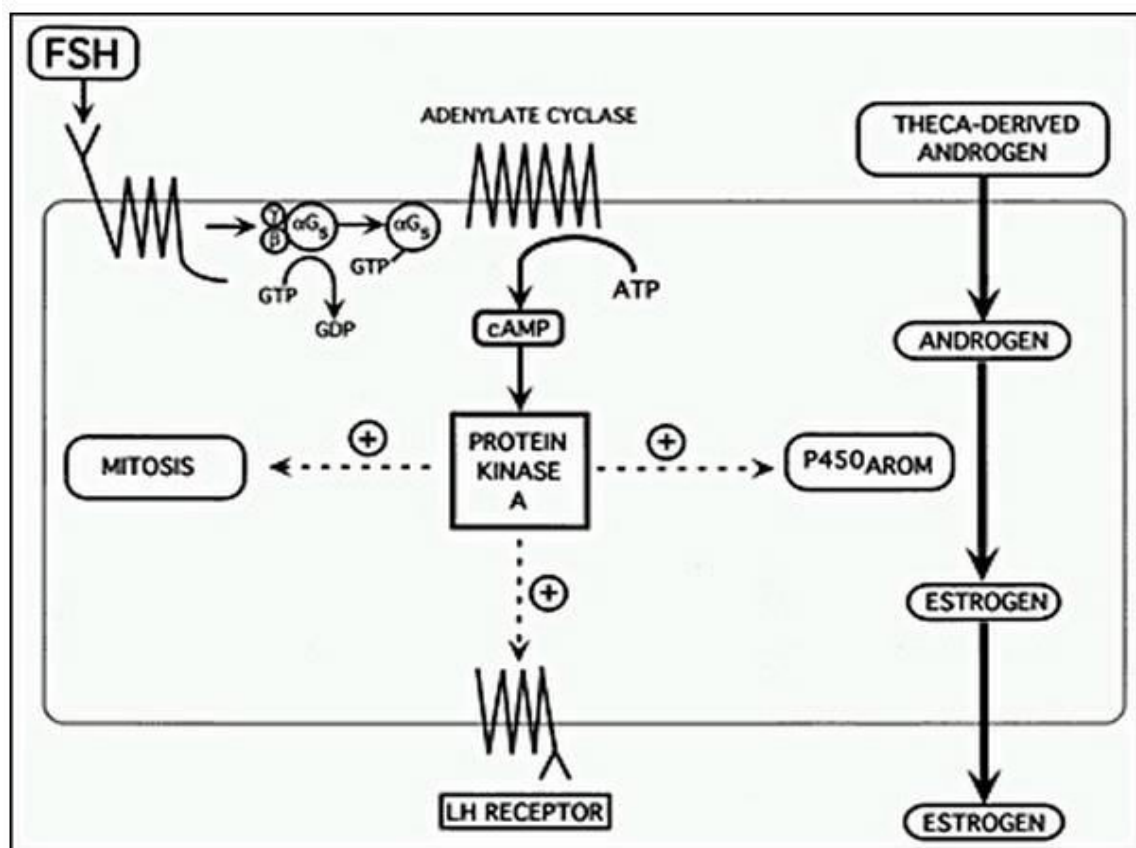 FSH
ADENYLATE CYCLASE
THECA-DERIVED
ANDROGEN
γ
β
αGs
αGs
GTP
GTP
GDP
ATP
cAMP
ANDROGEN
MITOSIS
+
PROTEIN
KINASE
A
+
P450AROM
+
ESTROGEN
LH RECEPTOR
ESTROGEN